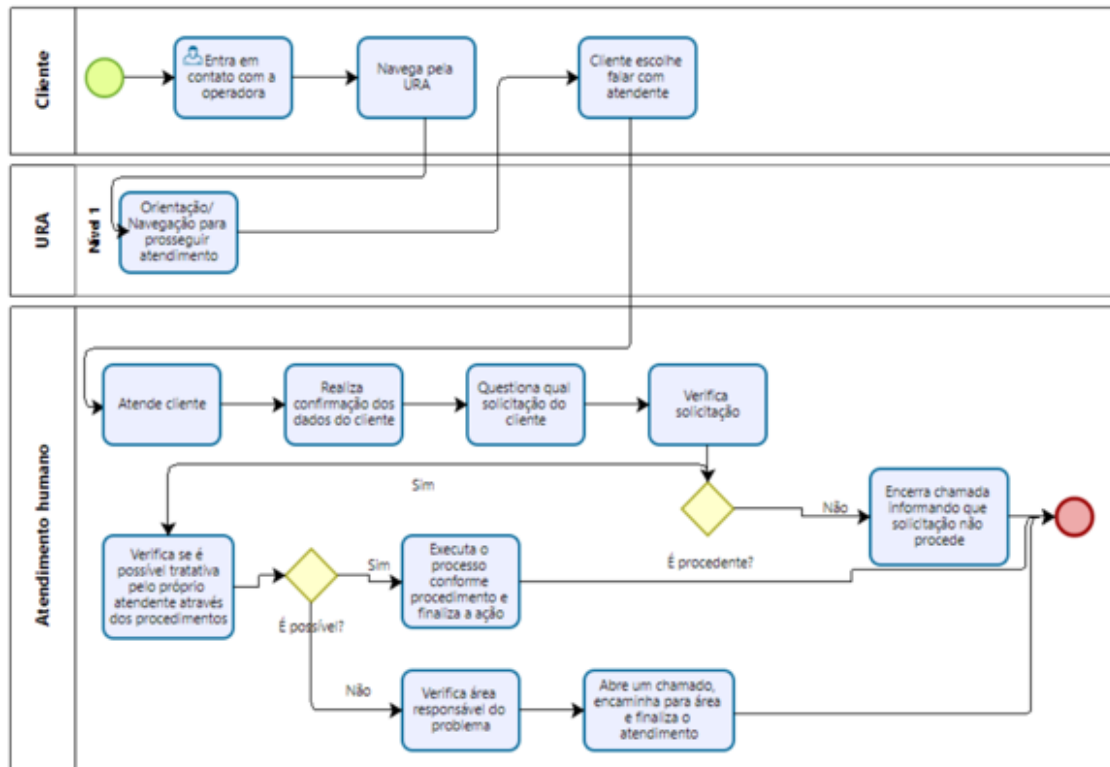 Cliente
Entra em
contato com a
operadora
Navega pela
URA
Cliente escolhe
falar com
atendente
URA
Nível 1
Orientação/
Navegação para
prosseguir
atendimento
Atendimento humano
Atende cliente
Realiza
confirmação dos
dados do cliente
Questiona qual
solicitação do
cliente
Verifica
solicitação
Sim
Não
É procedente?
Encerra chamada
informando que
solicitação não
procede
Verifica se é
possível tratativa
pelo próprio
atendente através
dos procedimentos
É possível?
Sim
Executa o
processo
conforme
procedimento e
finaliza a ação
Não
Verifica área
responsável do
problema
Abre um chamado,
encaminha para área
e finaliza o
atendimento